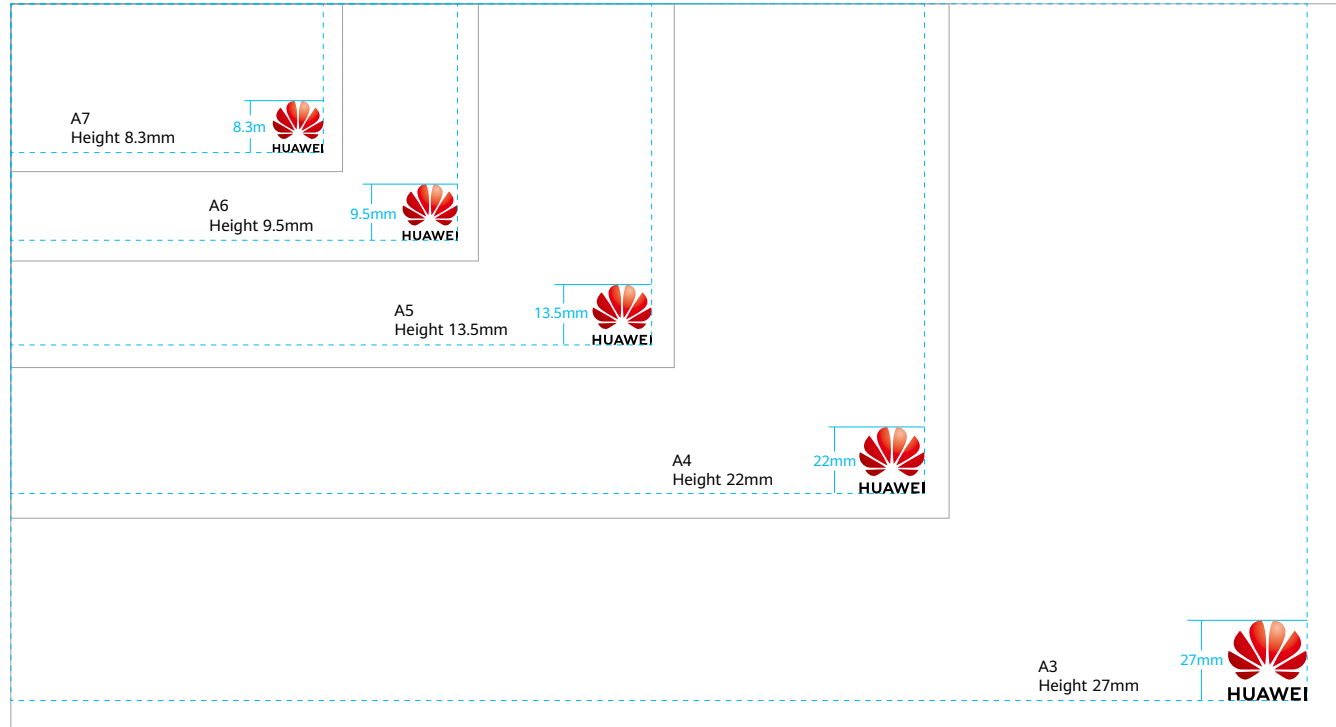 A7
Height 8.3mm
8.3m
HUAWEI
A6
Height 9.5mm
9.5mm
HUAWEI
A5
Height 13.5mm
13.5mm
HUAWEI
A4
Height 22mm
22mm
HUAWEI
A3
Height 27mm
27mm
HUAWEI